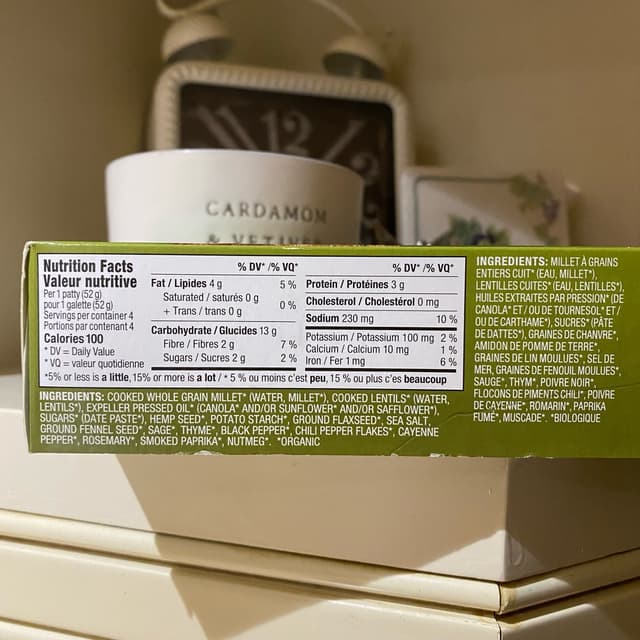 12
2
CARDAMOM
& VETIVER
Nutrition Facts
Valeur nutritive
Per 1 patty (52 g)
pour 1 galette (52 g)
Servings per container 4
Portions par contenant 4
Calories 100
* DV = Daily Value
* VQ = valeur quotidienne
% DV* /% VQ*
Fat / Lipides 4 g 5 %
Saturated / saturés 0 g
+ Trans / trans 0 g 0 %
Carbohydrate / Glucides 13 g
Fibre / Fibres 2 g 7 %
Sugars / Sucres 2 g 2 %
% DV* /% VQ*
Protein / Protéines 3 g
Cholesterol / Cholestérol 0 mg
Sodium 230 mg 10 %
Potassium / Potassium 100 mg 2 %
Calcium / Calcium 10 mg 1 %
Iron / Fer 1 mg 6 %
*5% or less is a little, 15% or more is a lot / * 5 % ou moins c'est peu, 15 % ou plus c'es beaucoup
INGREDIENTS: COOKED WHOLE GRAIN MILLET* (WATER, MILLET*), COOKED LENTILS* (WATER,
LENTILS*), EXPELLER PRESSED OIL* (CANOLA* AND/OR SUNFLOWER* AND/OR SAFFLOWER*),
SUGARS* (DATE PASTE*), HEMP SEED*, POTATO STARCH*, GROUND FLAXSEED*, SEA SALT,
GROUND FENNEL SEED*, SAGE*, THYME*, BLACK PEPPER*, CHILI PEPPER FLAKES*, CAYENNE
PEPPER*, ROSEMARY*, SMOKED PAPRIKA*, NUTMEG*. *ORGANIC
INGREDIENTS: MILLET À GRAINS
ENTIERS CUIT* (EAU, MILLET*),
LENTILLES CUITES* (EAU, LENTILLES*),
HUILES EXTRAITES PAR PRESSION* (DE
CANOLA* ET / OU DE TOURNESOL* ET /
OU DE CARTHAME*), SUCRES* (PÂTE
DE DATTES*), GRAINES DE CHANVRE*,
AMIDON DE POMME DE TERRE*,
GRAINES DE LIN MOULUES*, SEL DE
MER, GRAINES DE FENOUIL MOULUES*,
SAUGE*, THYM*, POIVRE NOIR*,
FLOCONS DE PIMENTS CHILI*, POIVRE
DE CAYENNE*, ROMARIN*, PAPRIKA
FUMÉ*, MUSCADE*. *BIOLOGIQUE